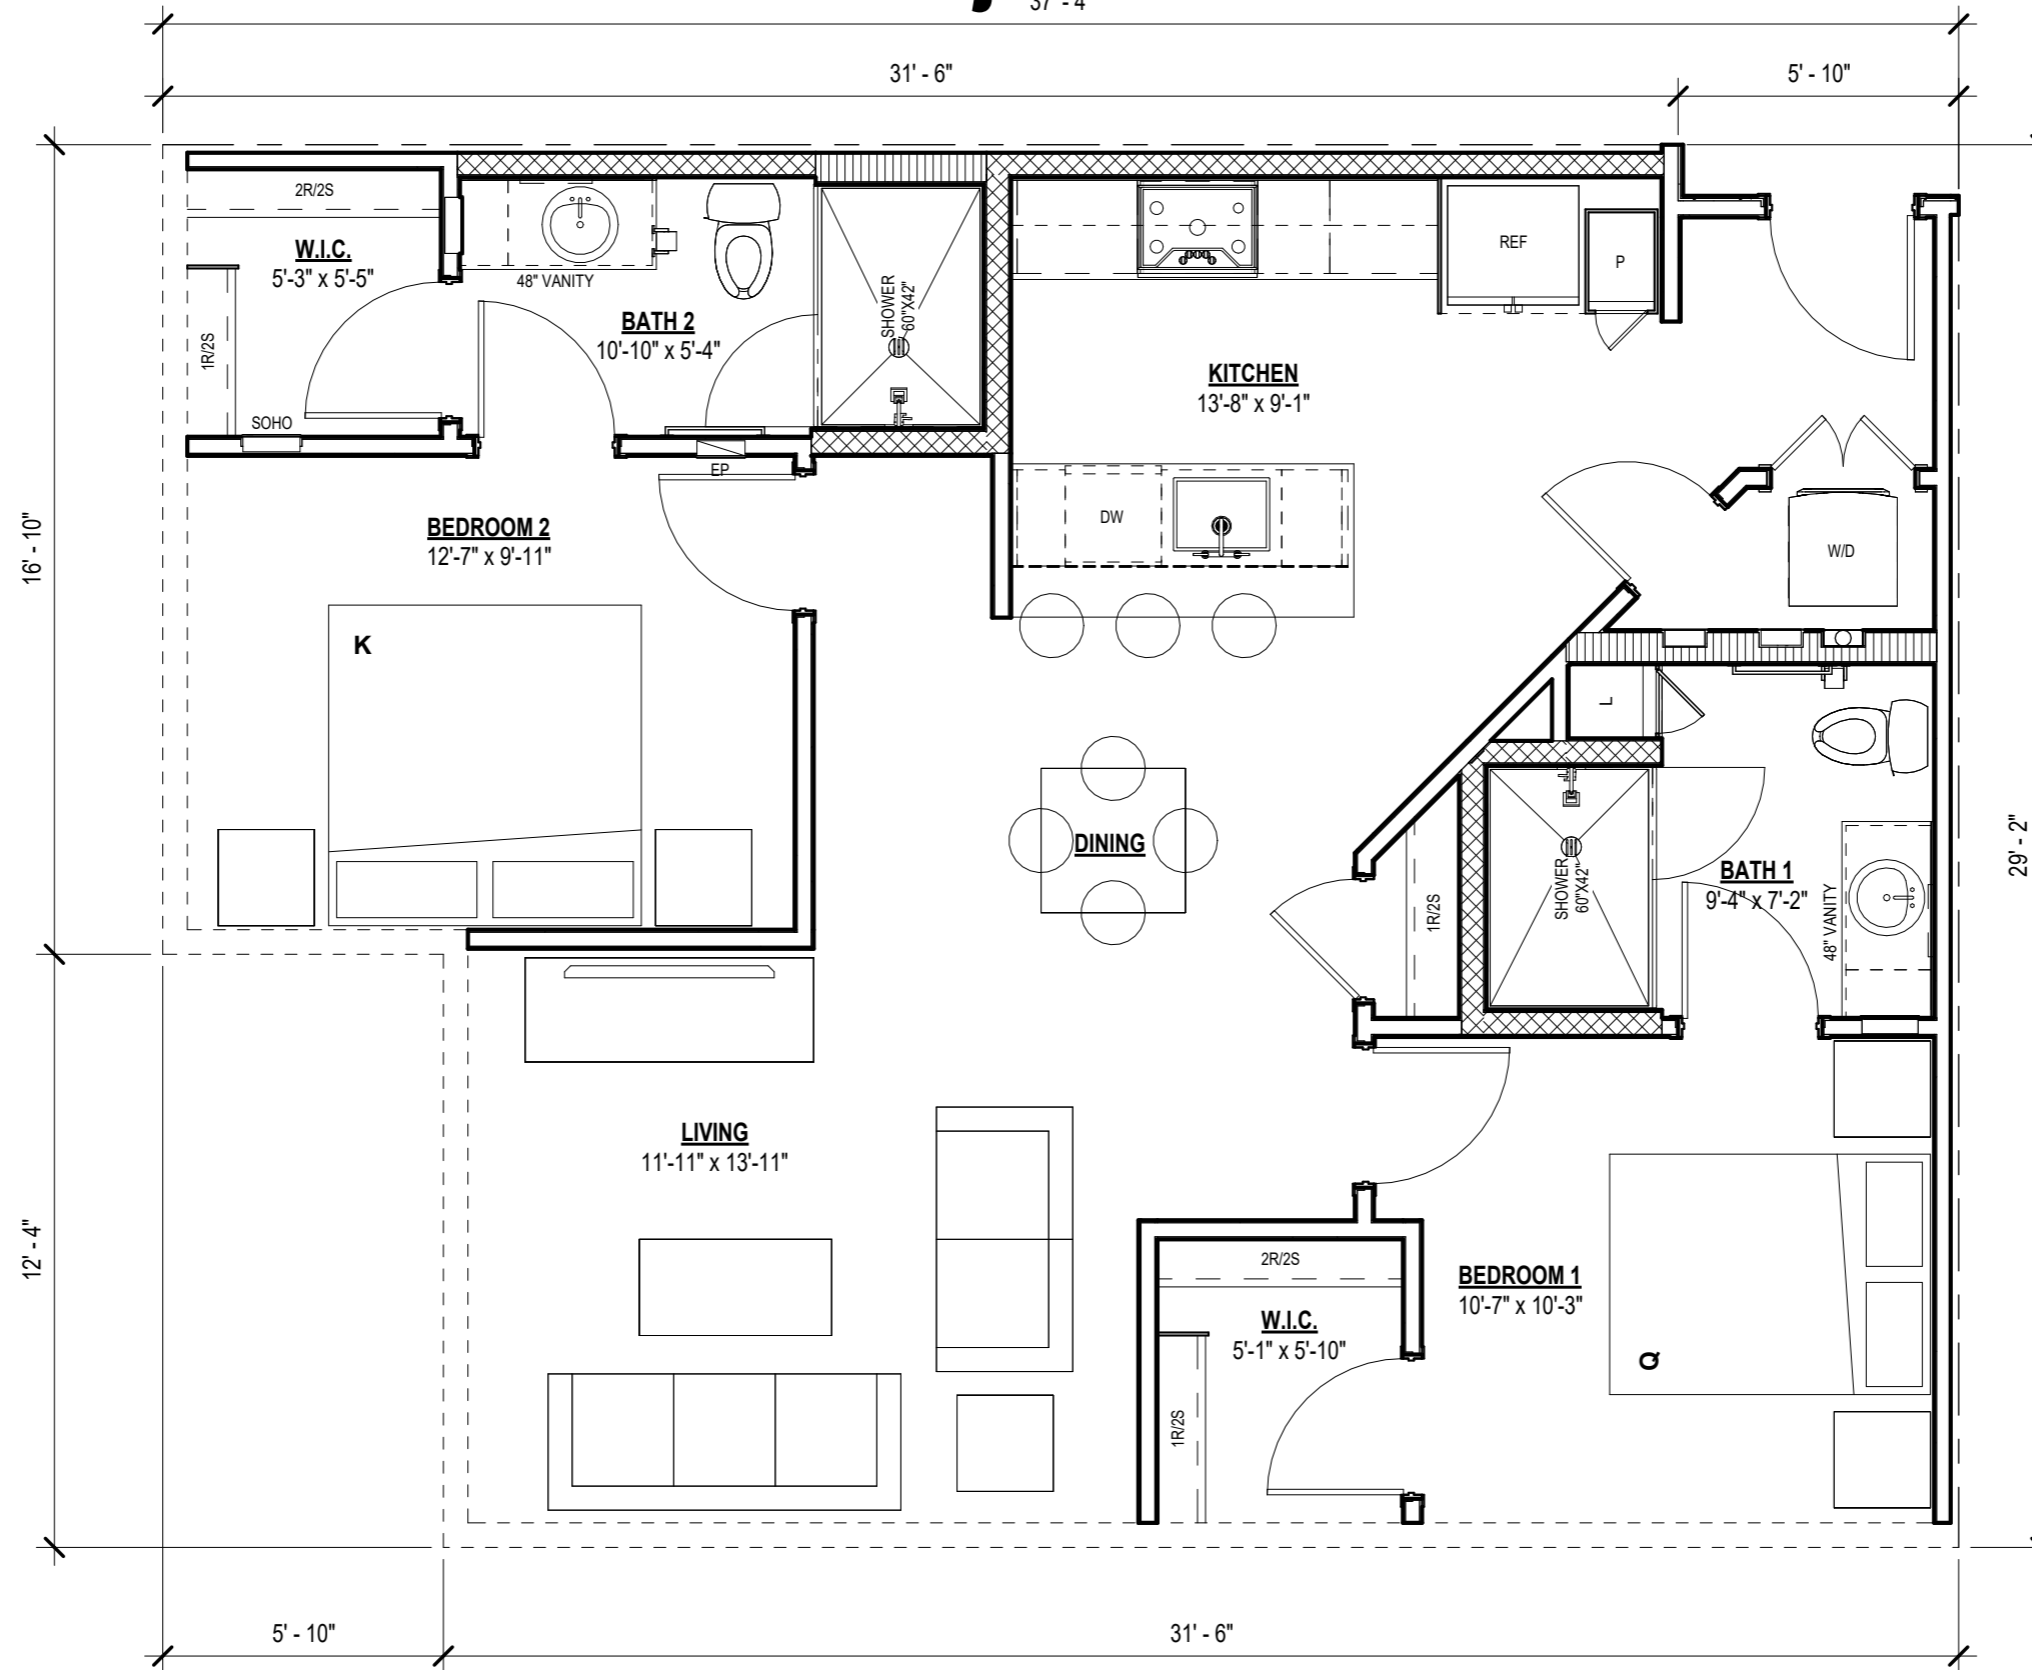 37' - 4"
31' - 6"
5' - 10"
2R/2S
W.I.C.
5'-3" x 5'-5"
1R/2S
SOHO
48" VANITY
BATH 2
10'-10" x 5'-4"
SHOWER
60"X42"
EP
REF
P
KITCHEN
13'-8" x 9'-1"
DW
W/D
16' - 10"
BEDROOM 2
12'-7" x 9'-11"
K
L
DINING
1R/2S
SHOWER
60"X42"
BATH 1
9'-4" x 7'-2"
48" VANITY
29' - 2"
12' - 4"
LIVING
11'-11" x 13'-11"
2R/2S
W.I.C.
5'-1" x 5'-10"
1R/2S
BEDROOM 1
10'-7" x 10'-3"
Q
5' - 10"
31' - 6"